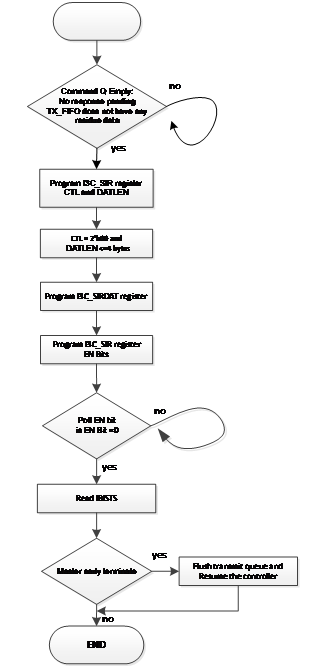 Command Q Empty:
no
No response pending
TX_FIFO does not have any
residue data
yes
Program I3C_SIR register
CTL and DATLEN
CTL = 2'h00 and
DATLEN <=4 bytes
Program I3C_SIRDAT register
Program I3C_SIR register
EN Bits
no
Poll EN bit
is EN Bit =0
yes
Read IBISTS
yes
Master early terminate
Flush transmit queue and
Resume the controller
no
END